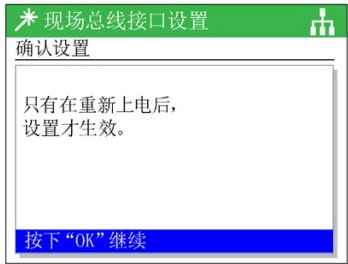 现场总线接口设置
确认设置
只有在重新上电后，
设置才生效。
按下“OK”继续